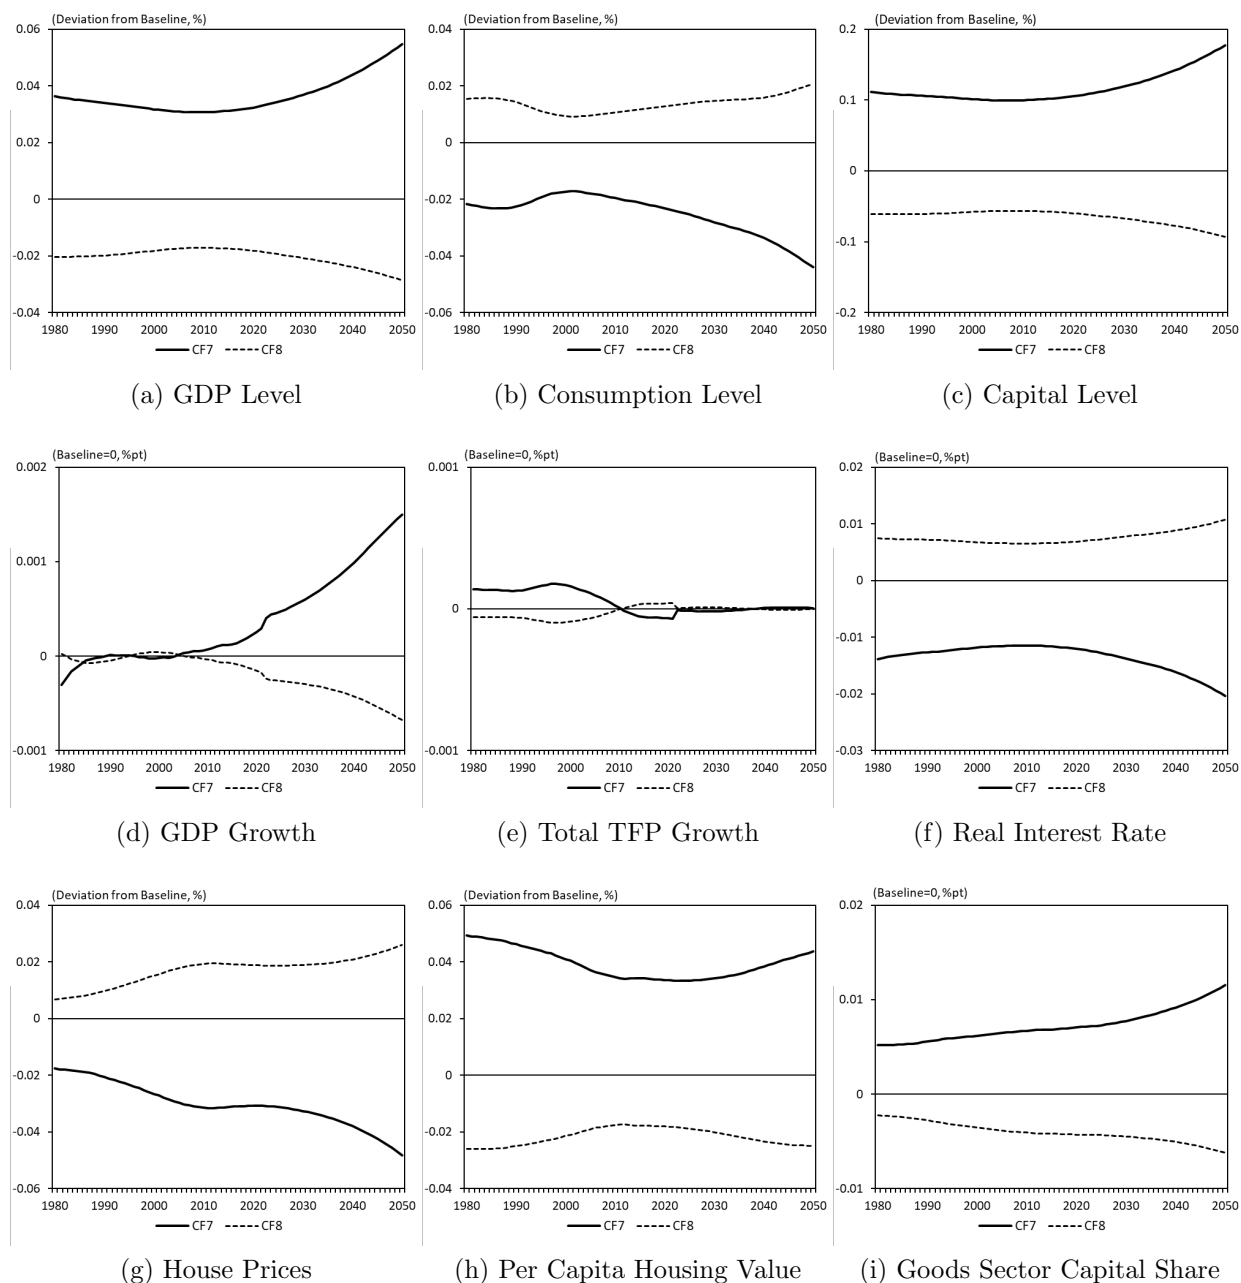 (Deviation from Baseline, %)
0.06
0.04
0.02
0
-0.02
-0.04
1980 1990 2000 2010 2020 2030 2040 2050
CF7 CF8
(a) GDP Level
(Deviation from Baseline, %)
0.04
0.02
0
-0.02
-0.04
-0.06
1980 1990 2000 2010 2020 2030 2040 2050
CF7 CF8
(b) Consumption Level
(Deviation from Baseline, %)
0.2
0.1
0
-0.1
-0.2
1980 1990 2000 2010 2020 2030 2040 2050
CF7 CF8
(c) Capital Level
(Baseline=0, %pt)
0.002
0.001
0
-0.001
1980 1990 2000 2010 2020 2030 2040 2050
CF7 CF8
(d) GDP Growth
(Baseline=0, %pt)
0.001
0
-0.001
1980 1990 2000 2010 2020 2030 2040 2050
CF7 CF8
(e) Total TFP Growth
(Baseline=0, %pt)
0.02
0.01
0
-0.01
-0.02
-0.03
1980 1990 2000 2010 2020 2030 2040 2050
CF7 CF8
(f) Real Interest Rate
(Deviation from Baseline, %)
0.04
0.02
0
-0.02
-0.04
-0.06
1980 1990 2000 2010 2020 2030 2040 2050
CF7 CF8
(g) House Prices
(Deviation from Baseline, %)
0.06
0.04
0.02
0
-0.02
-0.04
1980 1990 2000 2010 2020 2030 2040 2050
CF7 CF8
(h) Per Capita Housing Value
(Baseline=0, %pt)
0.02
0.01
0
-0.01
1980 1990 2000 2010 2020 2030 2040 2050
CF7 CF8
(i) Goods Sector Capital Share